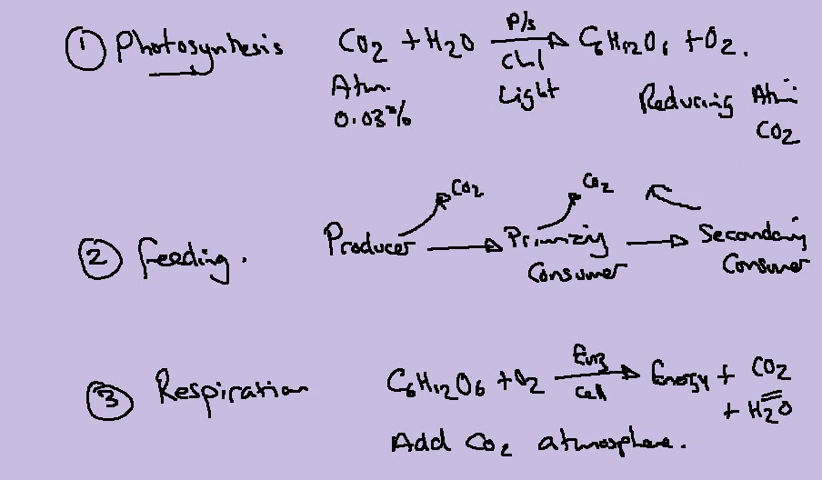 ① Photosynthesis CO2 + H2O P/s → C6H12O6 + O2.
Chl
Atm. Light Reducing Atm.
0.03% CO2
CO2 CO2
② Feeding. Producer → Primary → Secondary
Consumer Consumer
③ Respiration C6H12O6 + O2 Enz → Energy + CO2
Cell + H2O
Add CO2 atmosphere.